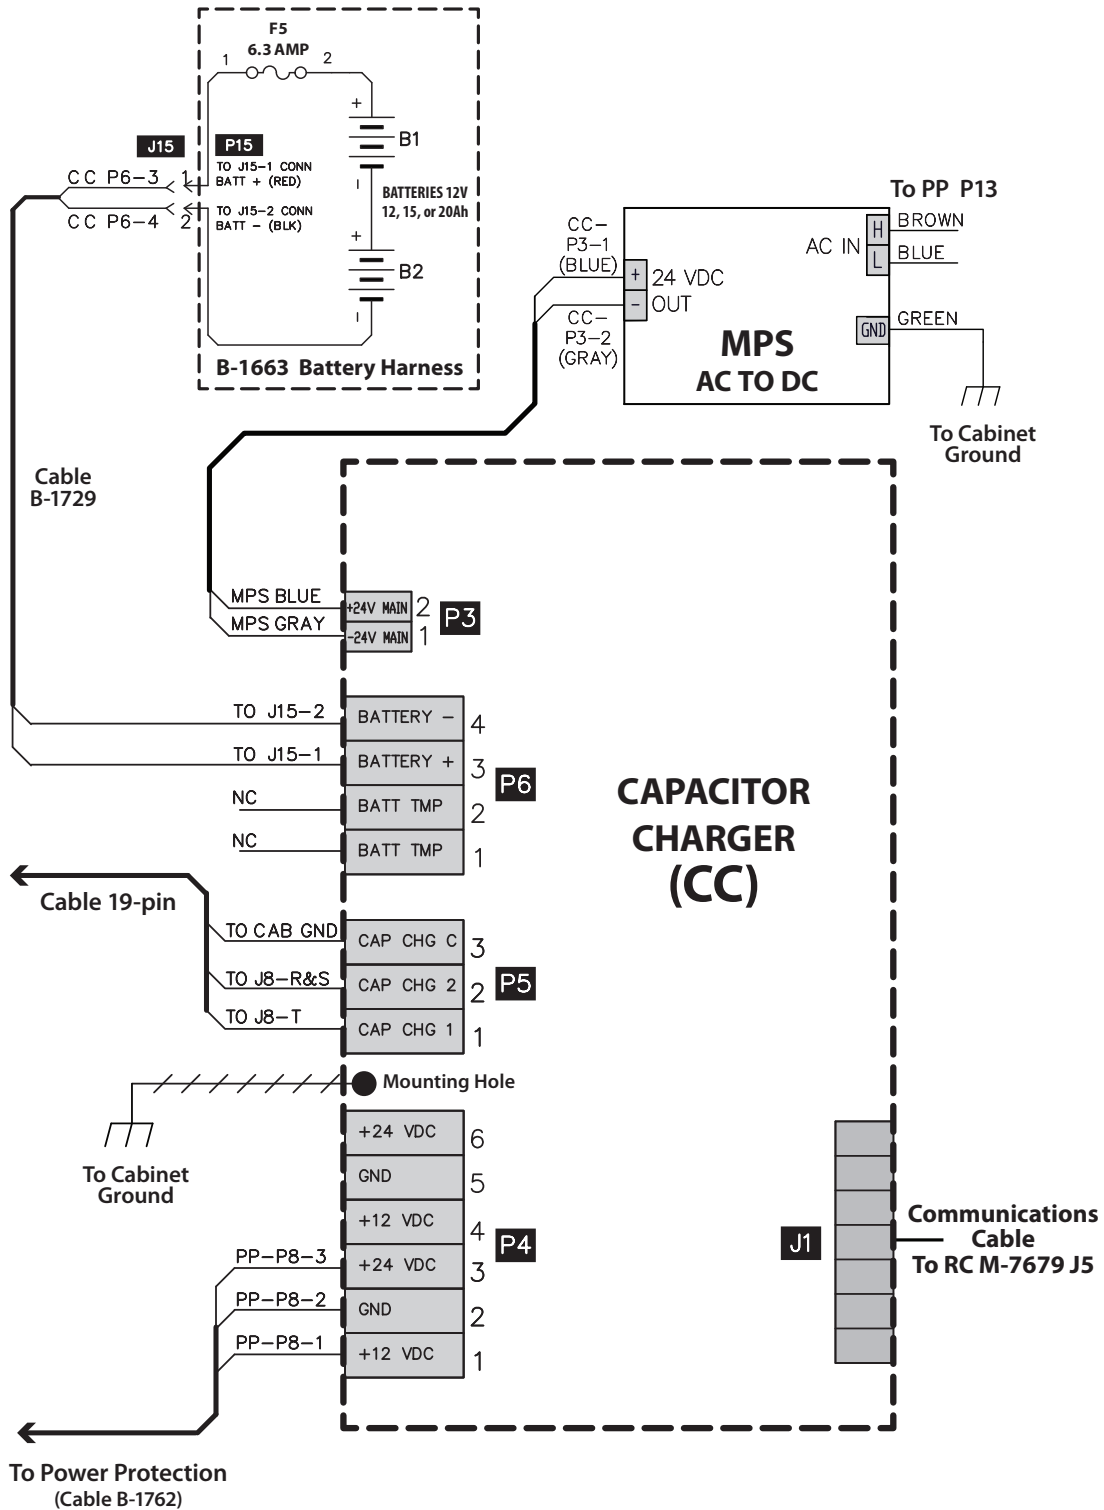 F5
6.3 AMP
1
2
+
B1
–
J15
P15
CC P6-3
1
TO J15-1 CONN
BATT + (RED)
CC P6-4
2
TO J15-2 CONN
BATT - (BLK)
BATTERIES 12V
12, 15, or 20Ah
+
B2
–
B-1663 Battery Harness
To PP P13
CC-
P3-1
(BLUE)
+
24 VDC
-
OUT
CC-
P3-2
(GRAY)
AC IN
H
BROWN
L
BLUE
GND
GREEN
MPS
AC TO DC
To Cabinet
Ground
Cable
B-1729
MPS BLUE
+24V MAIN
2
MPS GRAY
-24V MAIN
1
P3
TO J15-2
BATTERY -
4
TO J15-1
BATTERY +
3
NC
BATT TMP
2
NC
BATT TMP
1
P6
CAPACITOR
CHARGER
(CC)
Cable 19-pin
TO CAB GND
CAP CHG C
3
TO J8-R&S
CAP CHG 2
2
TO J8-T
CAP CHG 1
1
P5
Mounting Hole
To Cabinet
Ground
+24 VDC
6
GND
5
+12 VDC
4
PP-P8-3
+24 VDC
3
PP-P8-2
GND
2
PP-P8-1
+12 VDC
1
P4
J1
Communications
Cable
To RC M-7679 J5
To Power Protection
(Cable B-1762)